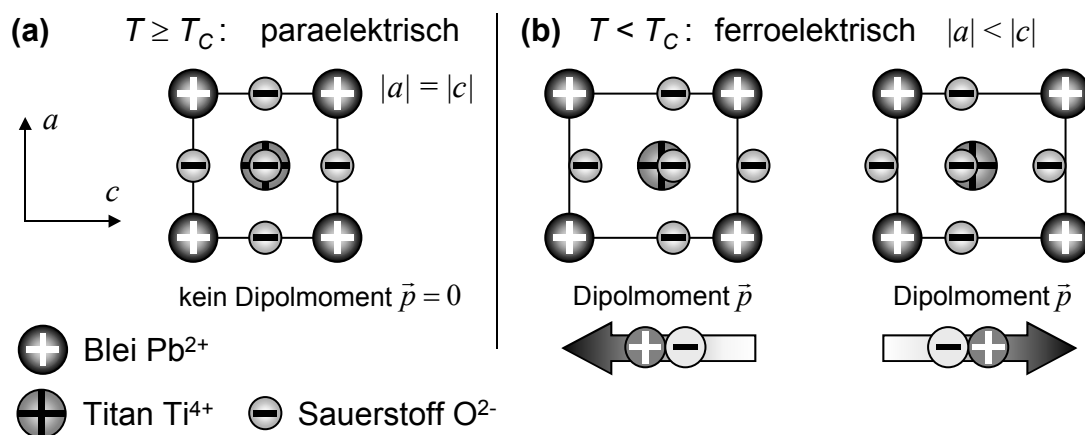 (a) T ≥ T_C: paraelektrisch
|a| = |c|
a
c
kein Dipolmoment p⃗ = 0
(b) T < T_C: ferroelektrisch |a| < |c|
Dipolmoment p⃗
Dipolmoment p⃗
Blei Pb²⁺
Titan Ti⁴⁺
Sauerstoff O²⁻